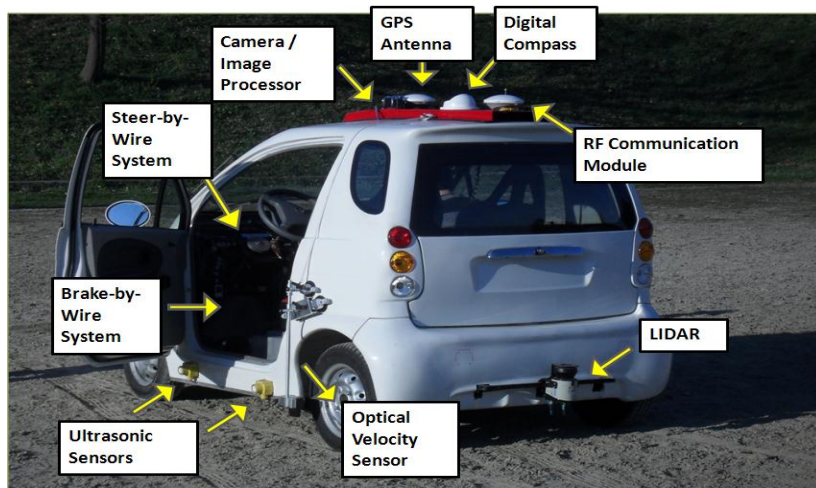 GPS
Antenna
Digital
Compass
Camera /
Image
Processor
Steer-by-
Wire
System
RF Communication
Module
Brake-by-
Wire
System
LIDAR
Ultrasonic
Sensors
Optical
Velocity
Sensor